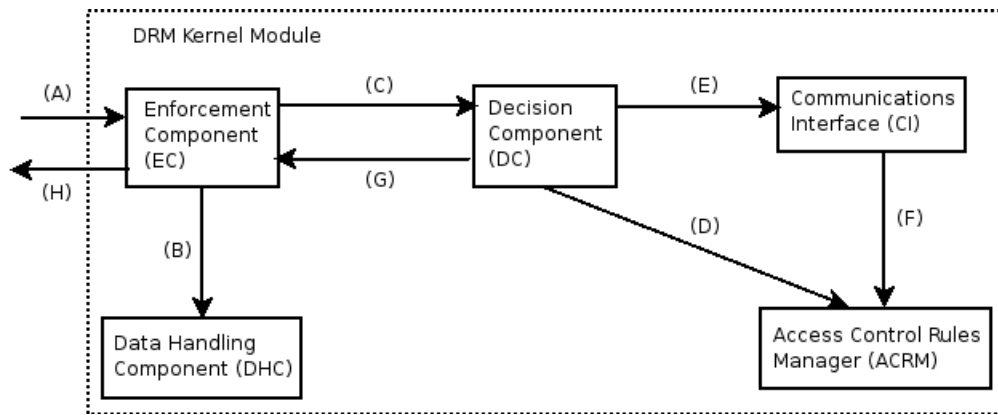 DRM Kernel Module
(A)
Enforcement
Component
(EC)
(C)
Decision
Component
(DC)
(E)
Communications
Interface (CI)
(H)
(G)
(B)
(D)
(F)
Data Handling
Component (DHC)
Access Control Rules
Manager (ACRM)